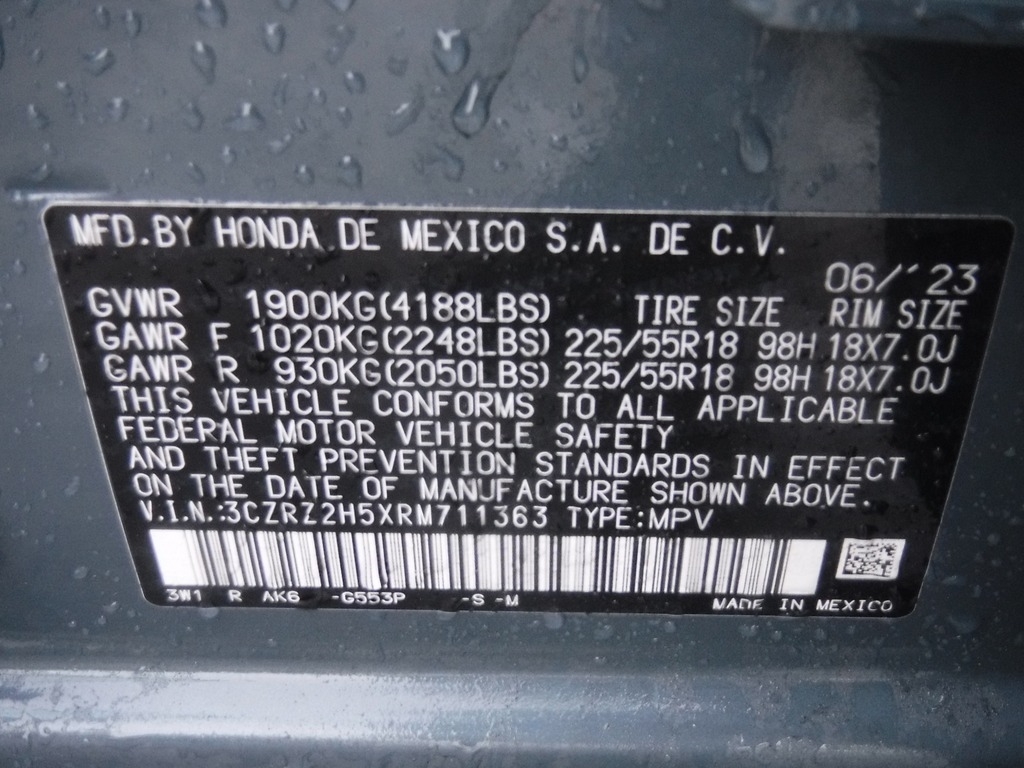 MFD.BY HONDA DE MEXICO S.A. DE C.V.
06/'23
GVWR 1900KG(4188LBS) TIRE SIZE RIM SIZE
GAWR F 1020KG(2248LBS) 225/55R18 98H 18X7.0J
GAWR R 930KG(2050LBS) 225/55R18 98H 18X7.0J
THIS VEHICLE CONFORMS TO ALL APPLICABLE
FEDERAL MOTOR VEHICLE SAFETY
AND THEFT PREVENTION STANDARDS IN EFFECT
ON THE DATE OF MANUFACTURE SHOWN ABOVE.
V.I.N.:3CZRZ2H5XRM711363 TYPE:MPV
3W1 R AK6 -G553P -S -M MADE IN MEXICO